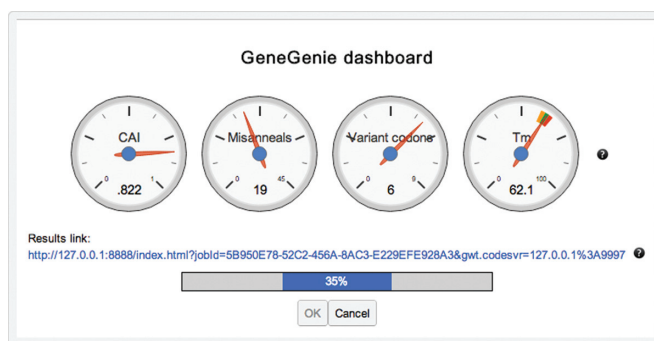 GeneGenie dashboard
CAI
0
1
.822
Misanneals
0
45
19
Variant codons
0
9
6
Tm
0
100
62.1
?
Results link:
http://127.0.0.1:8888/index.html?jobId=5B950E78-52C2-456A-8AC3-E229EFE928A3&gwt.codesvr=127.0.0.1%3A9997
?
35%
OK
Cancel